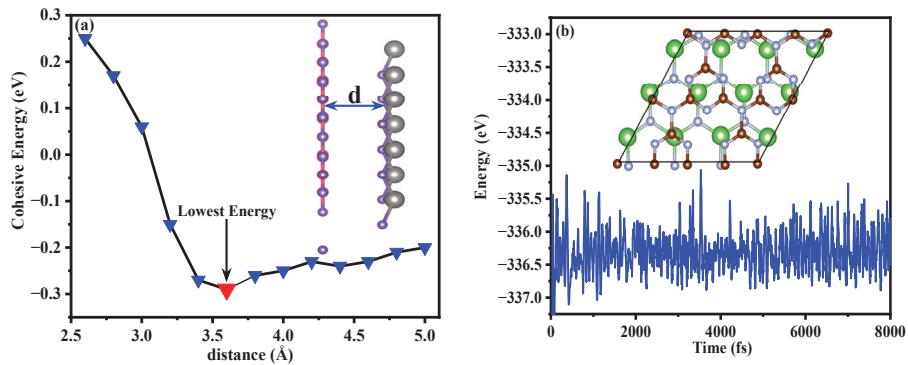 (a)
0.3
0.2
0.1
0.0
−0.1
−0.2
−0.3
Cohesive Energy (eV)
d
Lowest Energy
2.5 3.0 3.5 4.0 4.5 5.0
distance (Å)
(b)
−333.0
−333.5
−334.0
−334.5
−335.0
−335.5
−336.0
−336.5
−337.0
Energy (eV)
0 2000 4000 6000 8000
Time (fs)